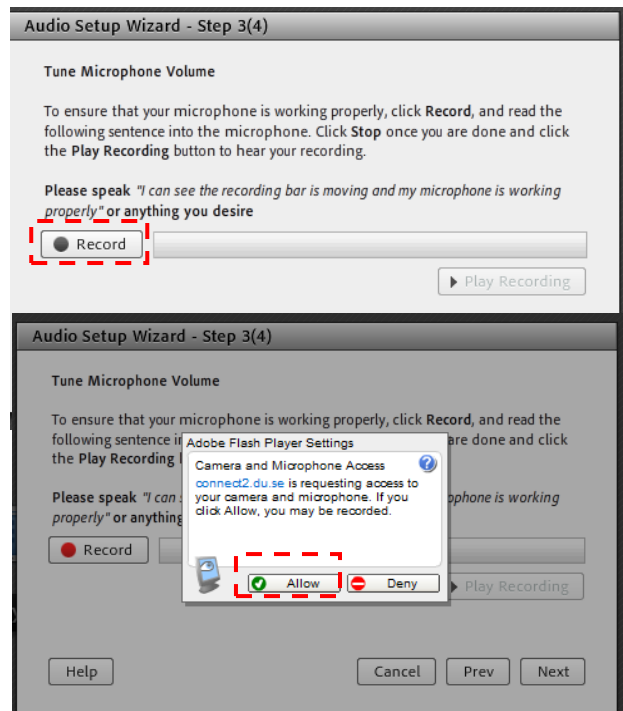 Audio Setup Wizard - Step 3(4)
Tune Microphone Volume
To ensure that your microphone is working properly, click Record, and read the
following sentence into the microphone. Click Stop once you are done and click
the Play Recording button to hear your recording.
Please speak "I can see the recording bar is moving and my microphone is working
properly" or anything you desire
Record
Play Recording
Audio Setup Wizard - Step 3(4)
Tune Microphone Volume
To ensure that your microphone is working properly, click Record, and read the
following sentence are done and click
the Play Recording
Please speak "I can microphone is working
properly" or anything
Adobe Flash Player Settings
Camera and Microphone Access
connect2.du.se is requesting access to
your camera and microphone. If you
click Allow, you may be recorded.
Allow Deny
Record
Play Recording
Help Cancel Prev Next